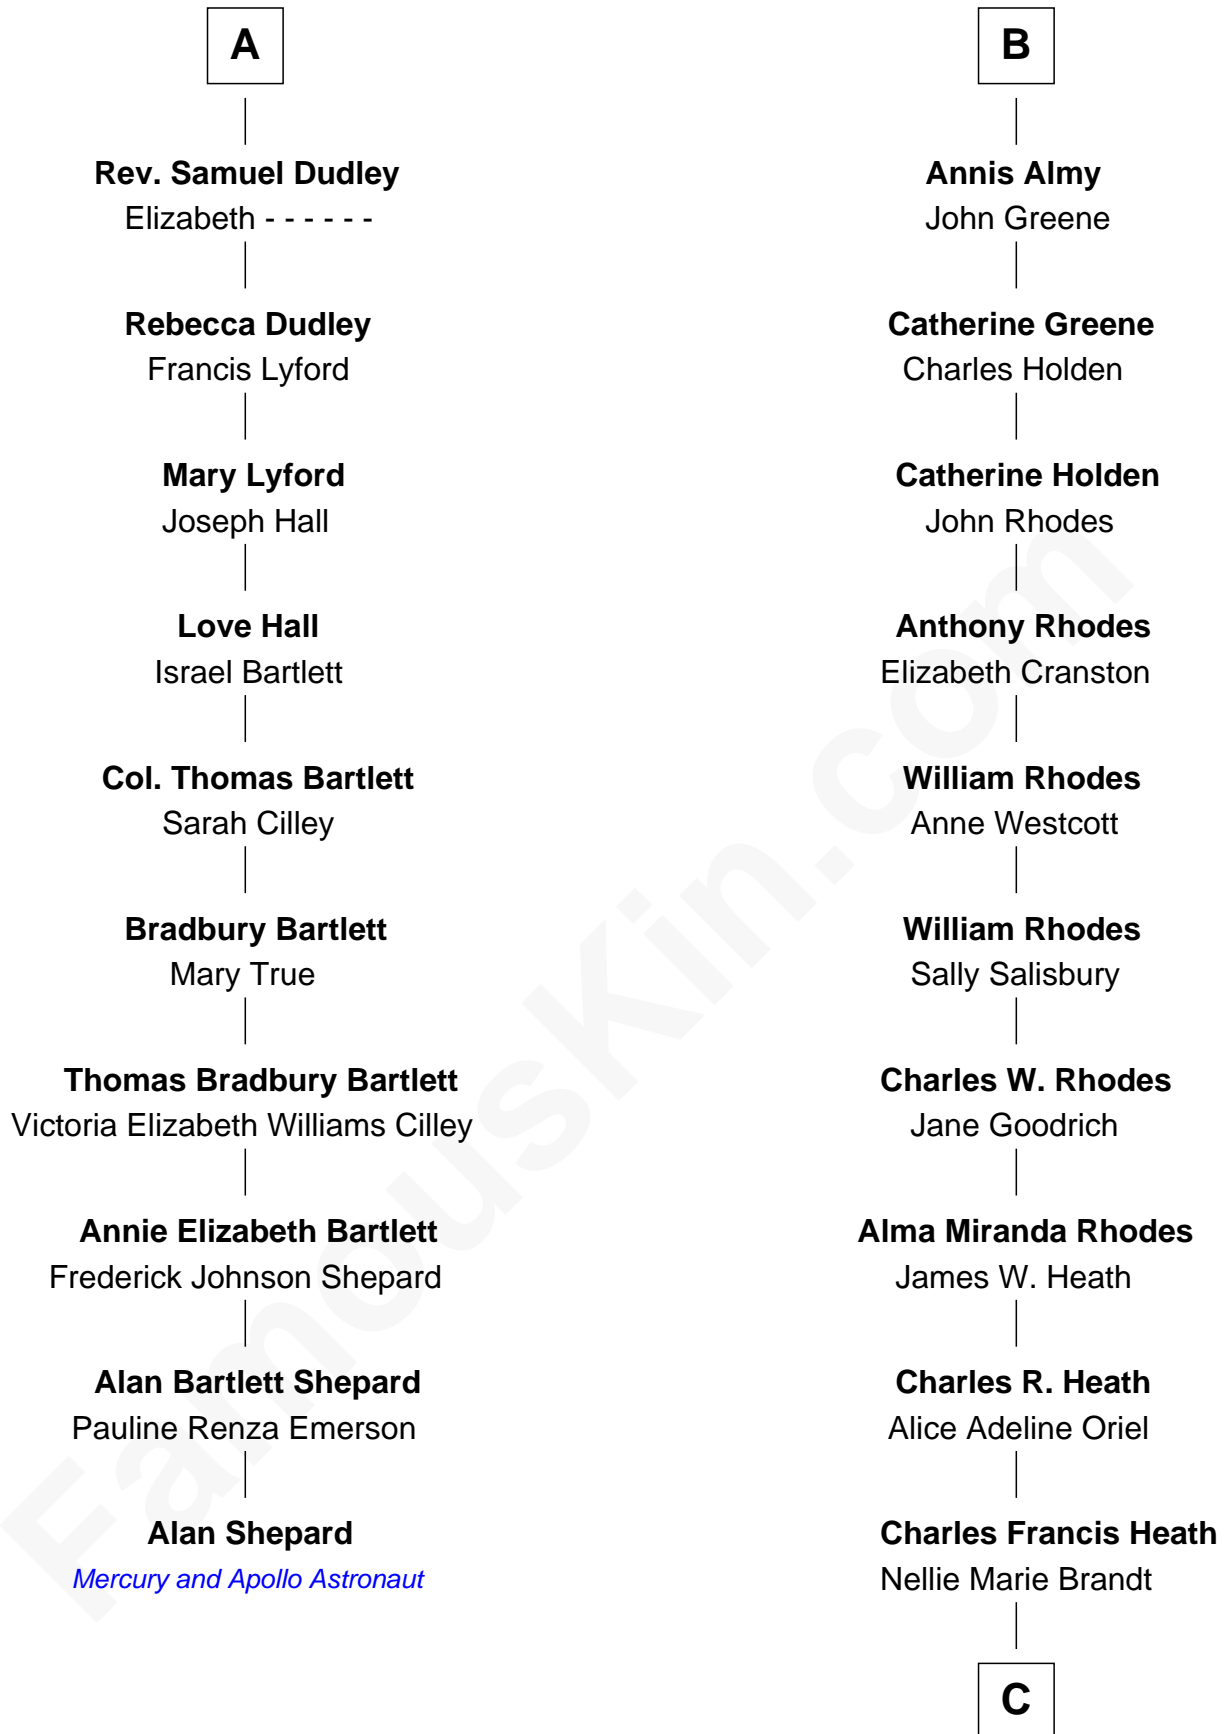 A
Rev. Samuel Dudley
Elizabeth - - - - - -
Rebecca Dudley
Francis Lyford
Mary Lyford
Joseph Hall
Love Hall
Israel Bartlett
Col. Thomas Bartlett
Sarah Cilley
Bradbury Bartlett
Mary True
Thomas Bradbury Bartlett
Victoria Elizabeth Williams Cilley
Annie Elizabeth Bartlett
Frederick Johnson Shepard
Alan Bartlett Shepard
Pauline Renza Emerson
Alan Shepard
Mercury and Apollo Astronaut
B
Annis Almy
John Greene
Catherine Greene
Charles Holden
Catherine Holden
John Rhodes
Anthony Rhodes
Elizabeth Cranston
William Rhodes
Anne Westcott
William Rhodes
Sally Salisbury
Charles W. Rhodes
Jane Goodrich
Alma Miranda Rhodes
James W. Heath
Charles R. Heath
Alice Adeline Oriel
Charles Francis Heath
Nellie Marie Brandt
C
FamousKin.com